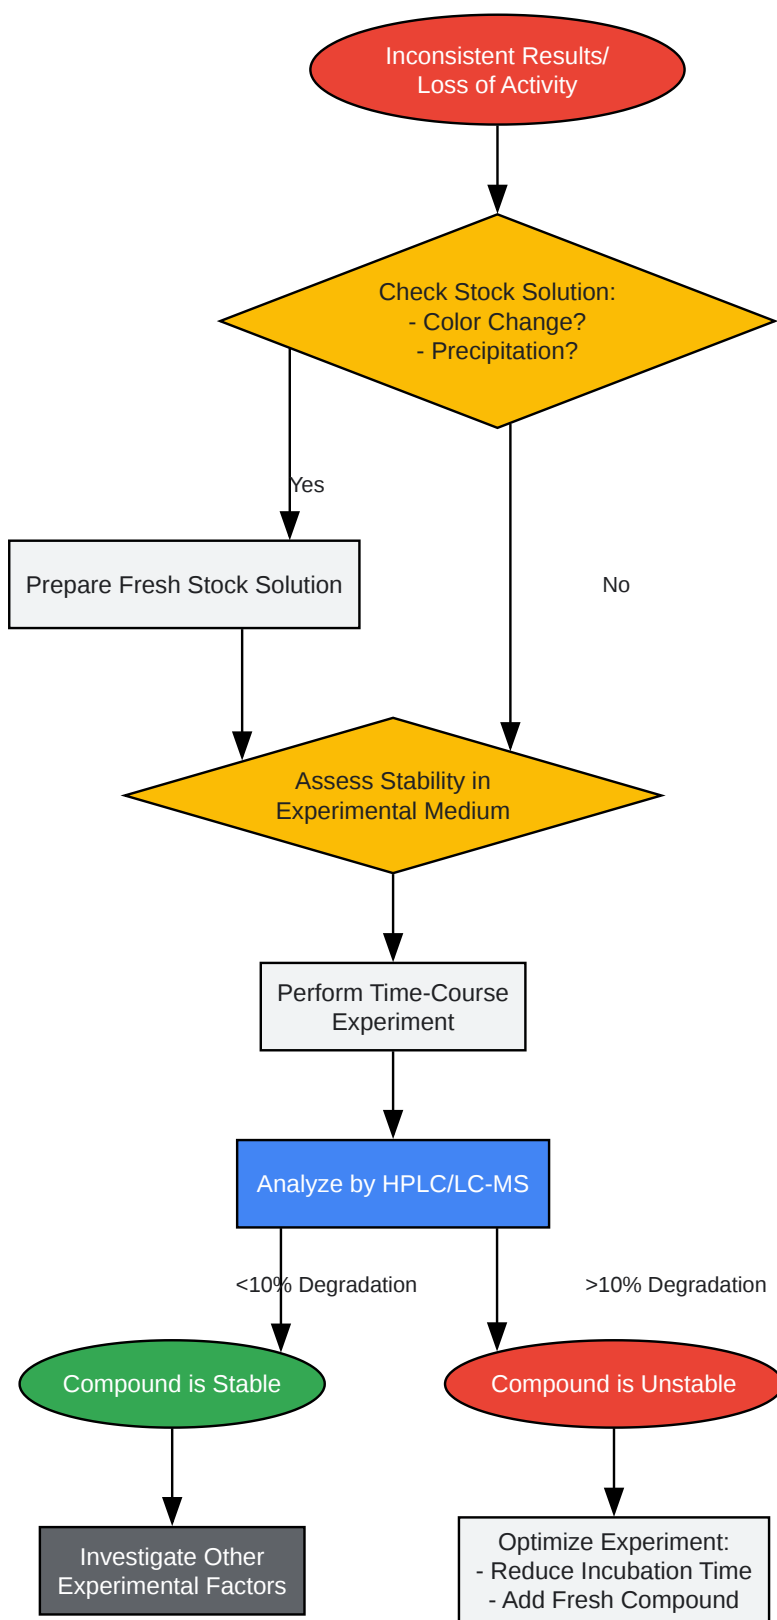 Inconsistent Results/
Loss of Activity
Check Stock Solution:
- Color Change?
- Precipitation?
Yes
Prepare Fresh Stock Solution
No
Assess Stability in
Experimental Medium
Perform Time-Course
Experiment
Analyze by HPLC/LC-MS
<10% Degradation
>10% Degradation
Compound is Stable
Compound is Unstable
Investigate Other
Experimental Factors
Optimize Experiment:
- Reduce Incubation Time
- Add Fresh Compound